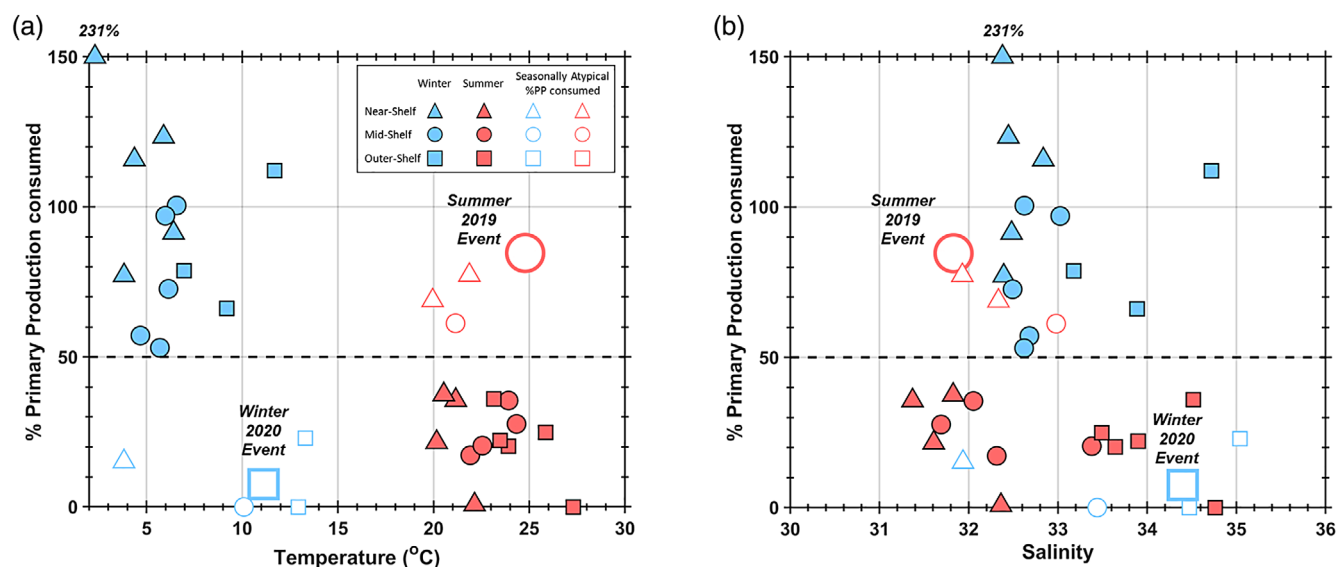 (a)
231%
150
100
50
0
% Primary Production consumed
Winter Summer Seasonally Atypical
%PP consumed
Near-Shelf
Mid-Shelf
Outer-Shelf
Summer
2019
Event
Winter
2020
Event
5 10 15 20 25 30
Temperature (°C)
(b)
231%
150
100
50
0
% Primary Production consumed
Summer
2019
Event
Winter
2020
Event
30 31 32 33 34 35 36
Salinity